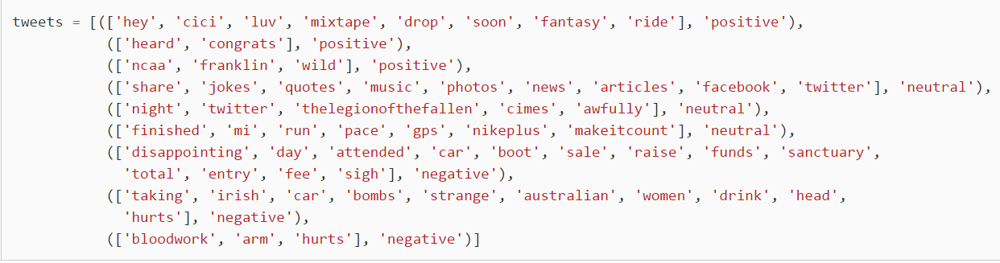 tweets = [(['hey', 'cici', 'luv', 'mixtape', 'drop', 'soon', 'fantasy', 'ride'], 'positive'),
(['heard', 'congrats'], 'positive'),
(['ncaa', 'franklin', 'wild'], 'positive'),
(['share', 'jokes', 'quotes', 'music', 'photos', 'news', 'articles', 'facebook', 'twitter'], 'neutral'),
(['night', 'twitter', 'thelegionofthefallen', 'cimes', 'awfully'], 'neutral'),
(['finished', 'mi', 'run', 'pace', 'gps', 'nikeplus', 'makeitcount'], 'neutral'),
(['disappointing', 'day', 'attended', 'car', 'boot', 'sale', 'raise', 'funds', 'sanctuary',
'total', 'entry', 'fee', 'sigh'], 'negative'),
(['taking', 'irish', 'car', 'bombs', 'strange', 'australian', 'women', 'drink', 'head',
'hurts'], 'negative'),
(['bloodwork', 'arm', 'hurts'], 'negative')]